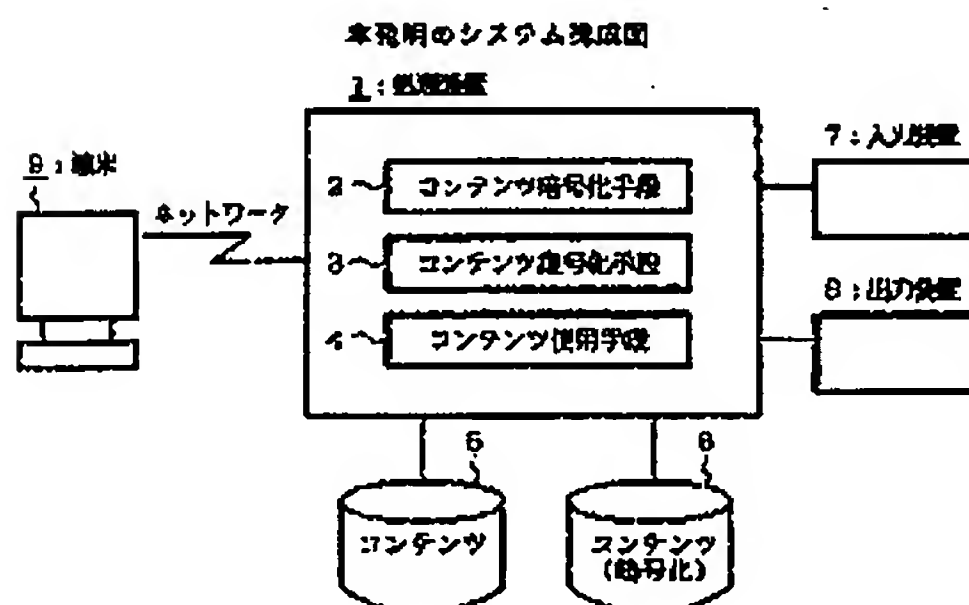 本発明のシステム構成図
1:処理装置
7:入力装置
9:端末
2 コンテンツ暗号化手段
ネットワーク
3 コンテンツ復号化手段
8:出力装置
4 コンテンツ使用手段
5
6
コンテンツ
コンテンツ
(暗号化)